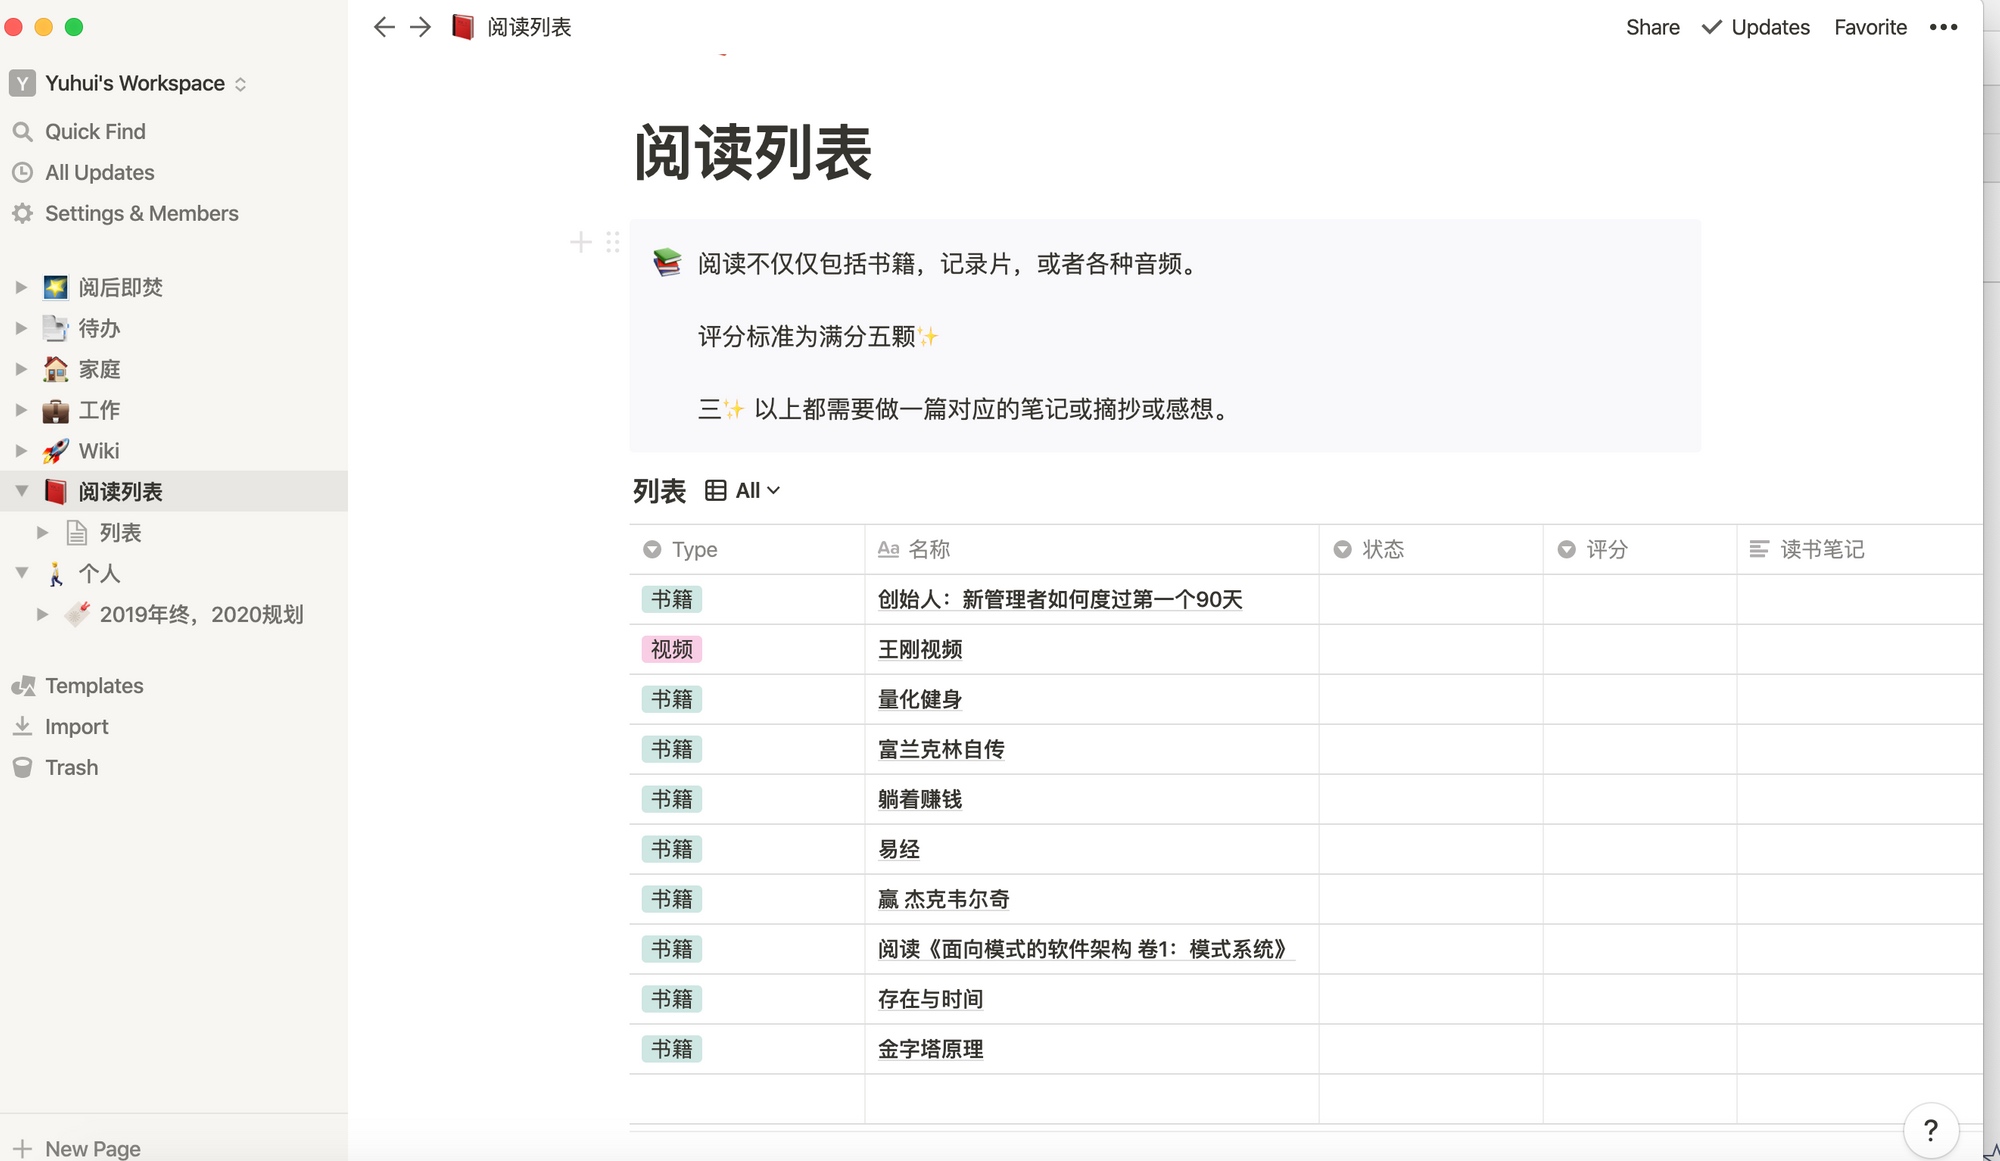 阅读列表
Share
Updates
Favorite
Y
Yuhui's Workspace
Quick Find
All Updates
Settings & Members
阅后即焚
待办
家庭
工作
Wiki
阅读列表
列表
个人
2019年终，2020规划
Templates
Import
Trash
New Page
阅读列表
阅读不仅仅包括书籍，记录片，或者各种音频。
评分标准为满分五颗✨
三✨ 以上都需要做一篇对应的笔记或摘抄或感想。
列表 All
Type Aa 名称 状态 评分 读书笔记
书籍 创始人：新管理者如何度过第一个90天
视频 王刚视频
书籍 量化健身
书籍 富兰克林自传
书籍 躺着赚钱
书籍 易经
书籍 赢 杰克韦尔奇
书籍 阅读《面向模式的软件架构 卷1：模式系统》
书籍 存在与时间
书籍 金字塔原理
?